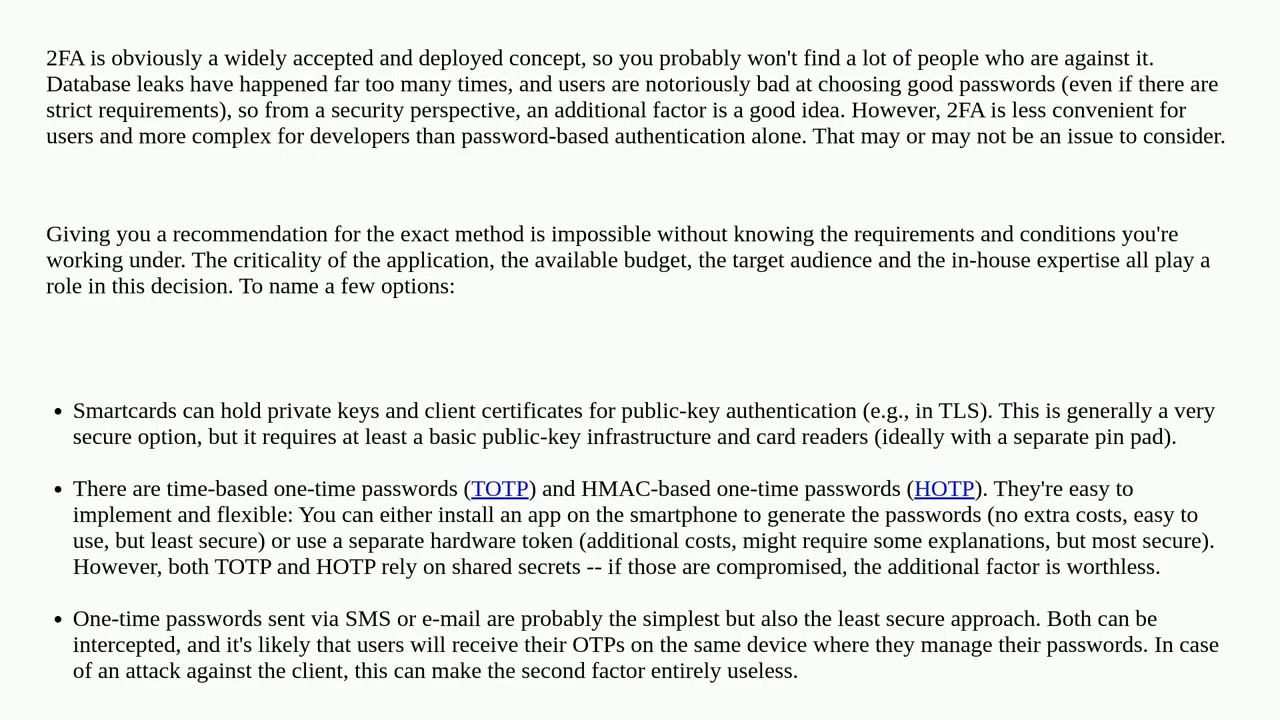 2FA is obviously a widely accepted and deployed concept, so you probably won't find a lot of people who are against it.
Database leaks have happened far too many times, and users are notoriously bad at choosing good passwords (even if there are
strict requirements), so from a security perspective, an additional factor is a good idea. However, 2FA is less convenient for
users and more complex for developers than password-based authentication alone. That may or may not be an issue to consider.
Giving you a recommendation for the exact method is impossible without knowing the requirements and conditions you're
working under. The criticality of the application, the available budget, the target audience and the in-house expertise all play a
role in this decision. To name a few options:
• Smartcards can hold private keys and client certificates for public-key authentication (e.g., in TLS). This is generally a very
secure option, but it requires at least a basic public-key infrastructure and card readers (ideally with a separate pin pad).
• There are time-based one-time passwords (TOTP) and HMAC-based one-time passwords (HOTP). They're easy to
implement and flexible: You can either install an app on the smartphone to generate the passwords (no extra costs, easy to
use, but least secure) or use a separate hardware token (additional costs, might require some explanations, but most secure).
However, both TOTP and HOTP rely on shared secrets -- if those are compromised, the additional factor is worthless.
• One-time passwords sent via SMS or e-mail are probably the simplest but also the least secure approach. Both can be
intercepted, and it's likely that users will receive their OTPs on the same device where they manage their passwords. In case
of an attack against the client, this can make the second factor entirely useless.